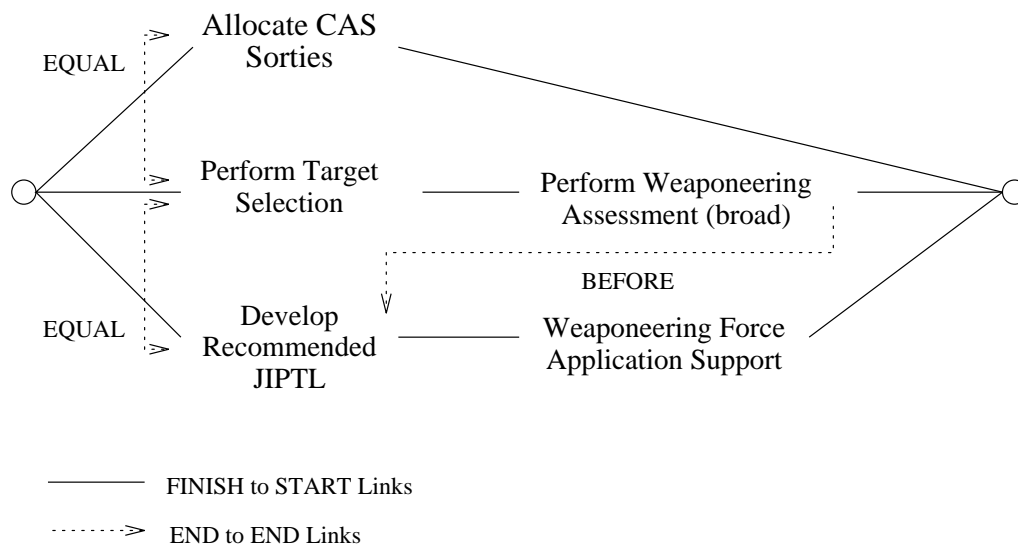 Allocate CAS
Sorties
EQUAL
Perform Target
Selection
Perform Weaponeering
Assessment (broad)
BEFORE
EQUAL
Develop
Recommended
JIPTL
Weaponeering Force
Application Support
FINISH to START Links
END to END Links